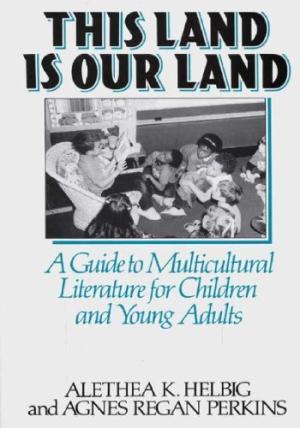 THIS LAND
IS OUR LAND
A Guide to Multicultural
Literature for Children
and Young Adults
ALETHEA K. HELBIG
and AGNES REGAN PERKINS